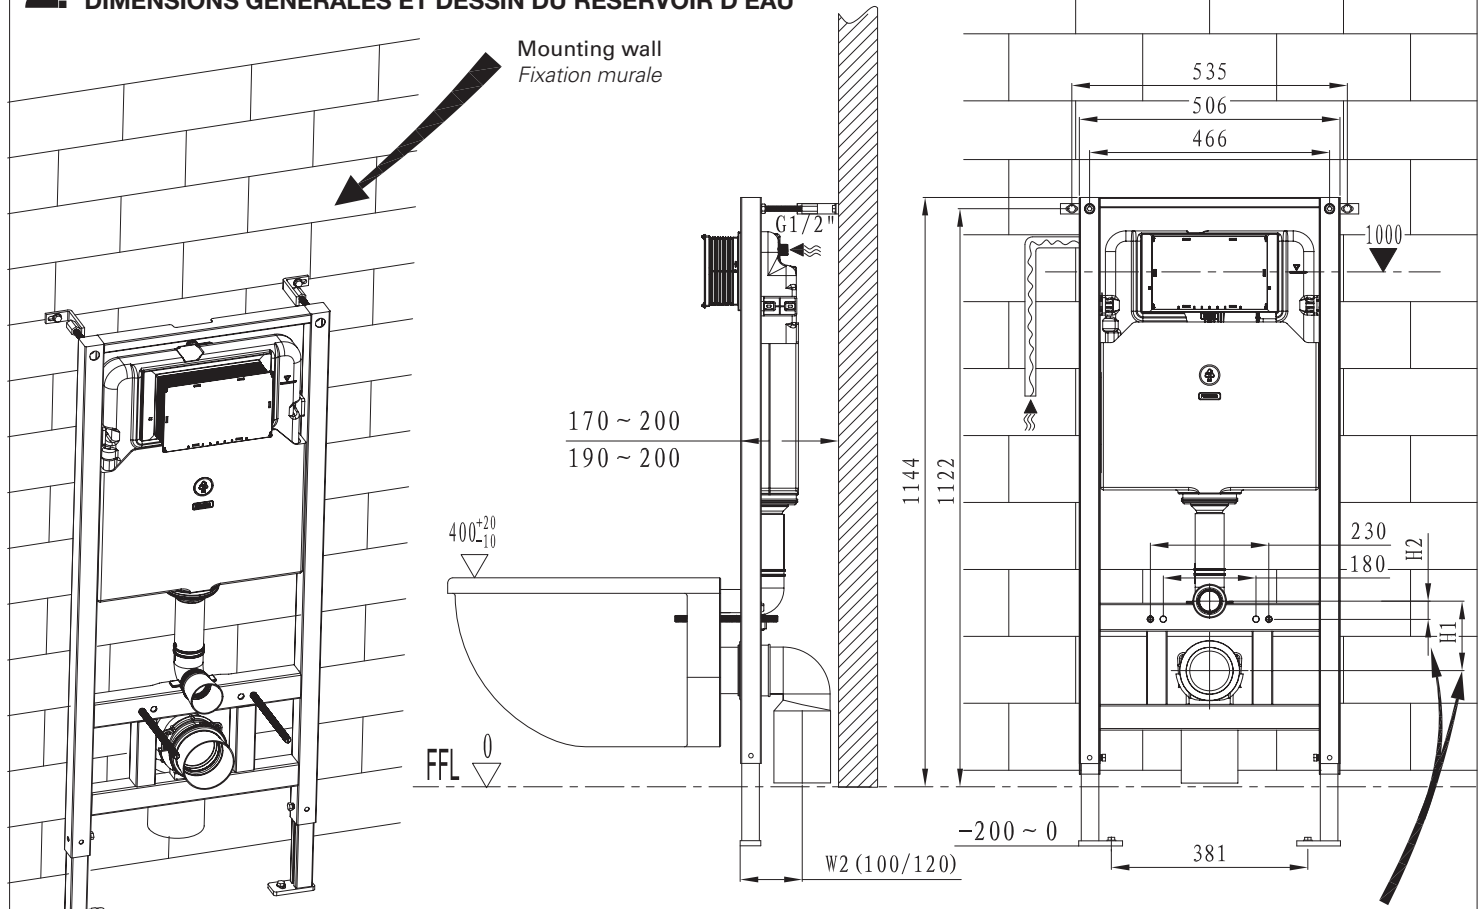 DIMENSIONS GÉNÉRALES ET DESSIN DU RÉSERVOIR D'EAU
Mounting wall
Fixation murale
535
506
466
G1/2"
1000
170 ~ 200
190 ~ 200
1144
1122
400 +20 -10
230
H2
180
H1
FFL
0
-200 ~ 0
W2 (100/120)
381